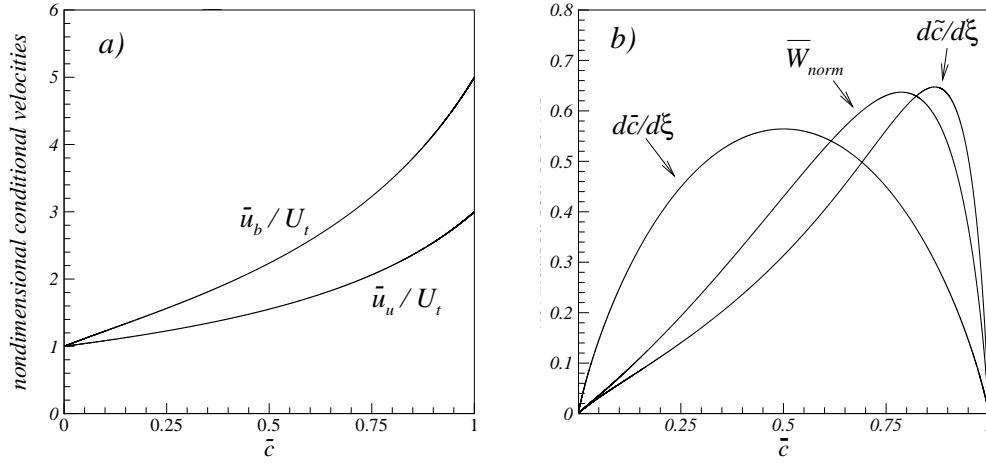 nondimensional conditional velocities
6
5
4
3
2
1
0
a)
ū_b / U_t
ū_u / U_t
0 0.25 0.5 0.75 1
c̄
0.8
0.7
0.6
0.5
0.4
0.3
0.2
0.1
0
b)
W̅_norm
dc̃/dξ
dc̄/dξ
0.25 0.5 0.75 1
c̄